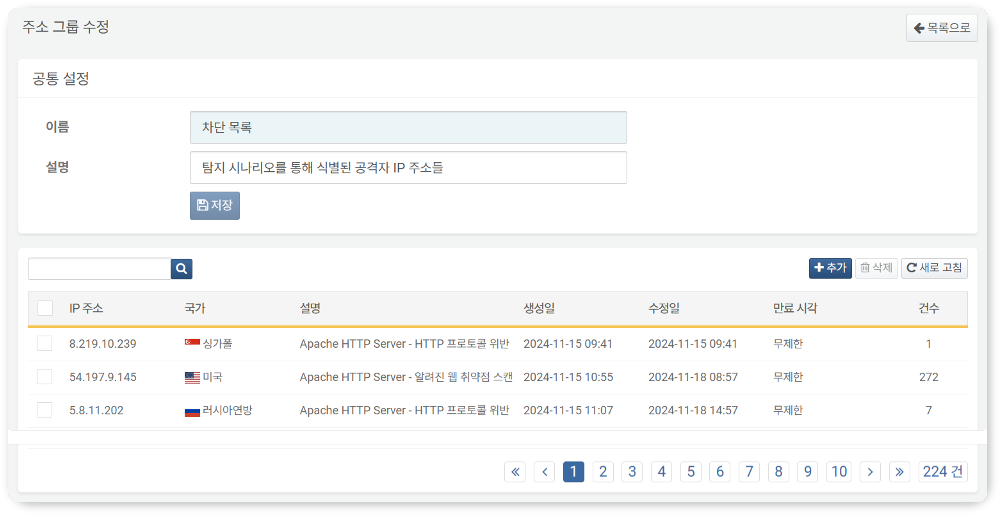 주소 그룹 수정
목록으로
공통 설정
이름
차단 목록
설명
탐지 시나리오를 통해 식별된 공격자 IP 주소들
저장
추가 삭제 새로 고침
IP 주소 국가 설명 생성일 수정일 만료 시각 건수
8.219.10.239 싱가폴 Apache HTTP Server - HTTP 프로토콜 위반 2024-11-15 09:41 2024-11-15 09:41 무제한 1
54.197.9.145 미국 Apache HTTP Server - 알려진 웹 취약점 스캔 2024-11-15 10:55 2024-11-18 08:57 무제한 272
5.8.11.202 러시아연방 Apache HTTP Server - HTTP 프로토콜 위반 2024-11-15 11:07 2024-11-18 14:57 무제한 7
« ‹ 1 2 3 4 5 6 7 8 9 10 › » 224 건